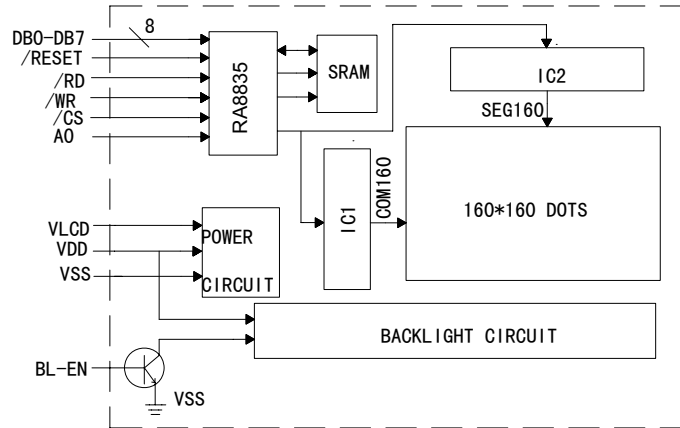 DB0-DB7
8
/RESET
/RD
/WR
/CS
A0
RA8835
SRAM
IC2
SEG160
IC1
COM160
160*160 DOTS
VLCD
VDD
VSS
POWER
CIRCUIT
BACKLIGHT CIRCUIT
BL-EN
VSS